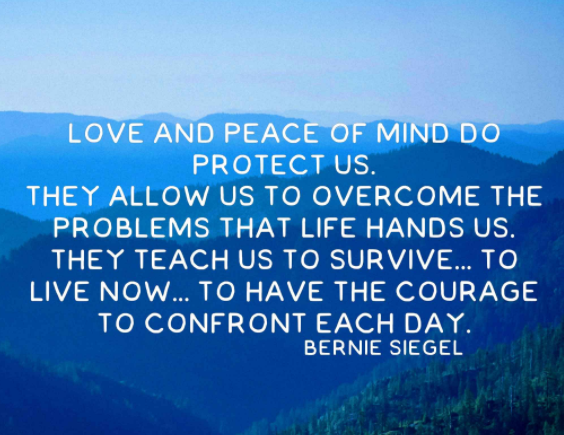 LOVE AND PEACE OF MIND DO
PROTECT US.
THEY ALLOW US TO OVERCOME THE
PROBLEMS THAT LIFE HANDS US.
THEY TEACH US TO SURVIVE... TO
LIVE NOW... TO HAVE THE COURAGE
TO CONFRONT EACH DAY.
BERNIE SIEGEL